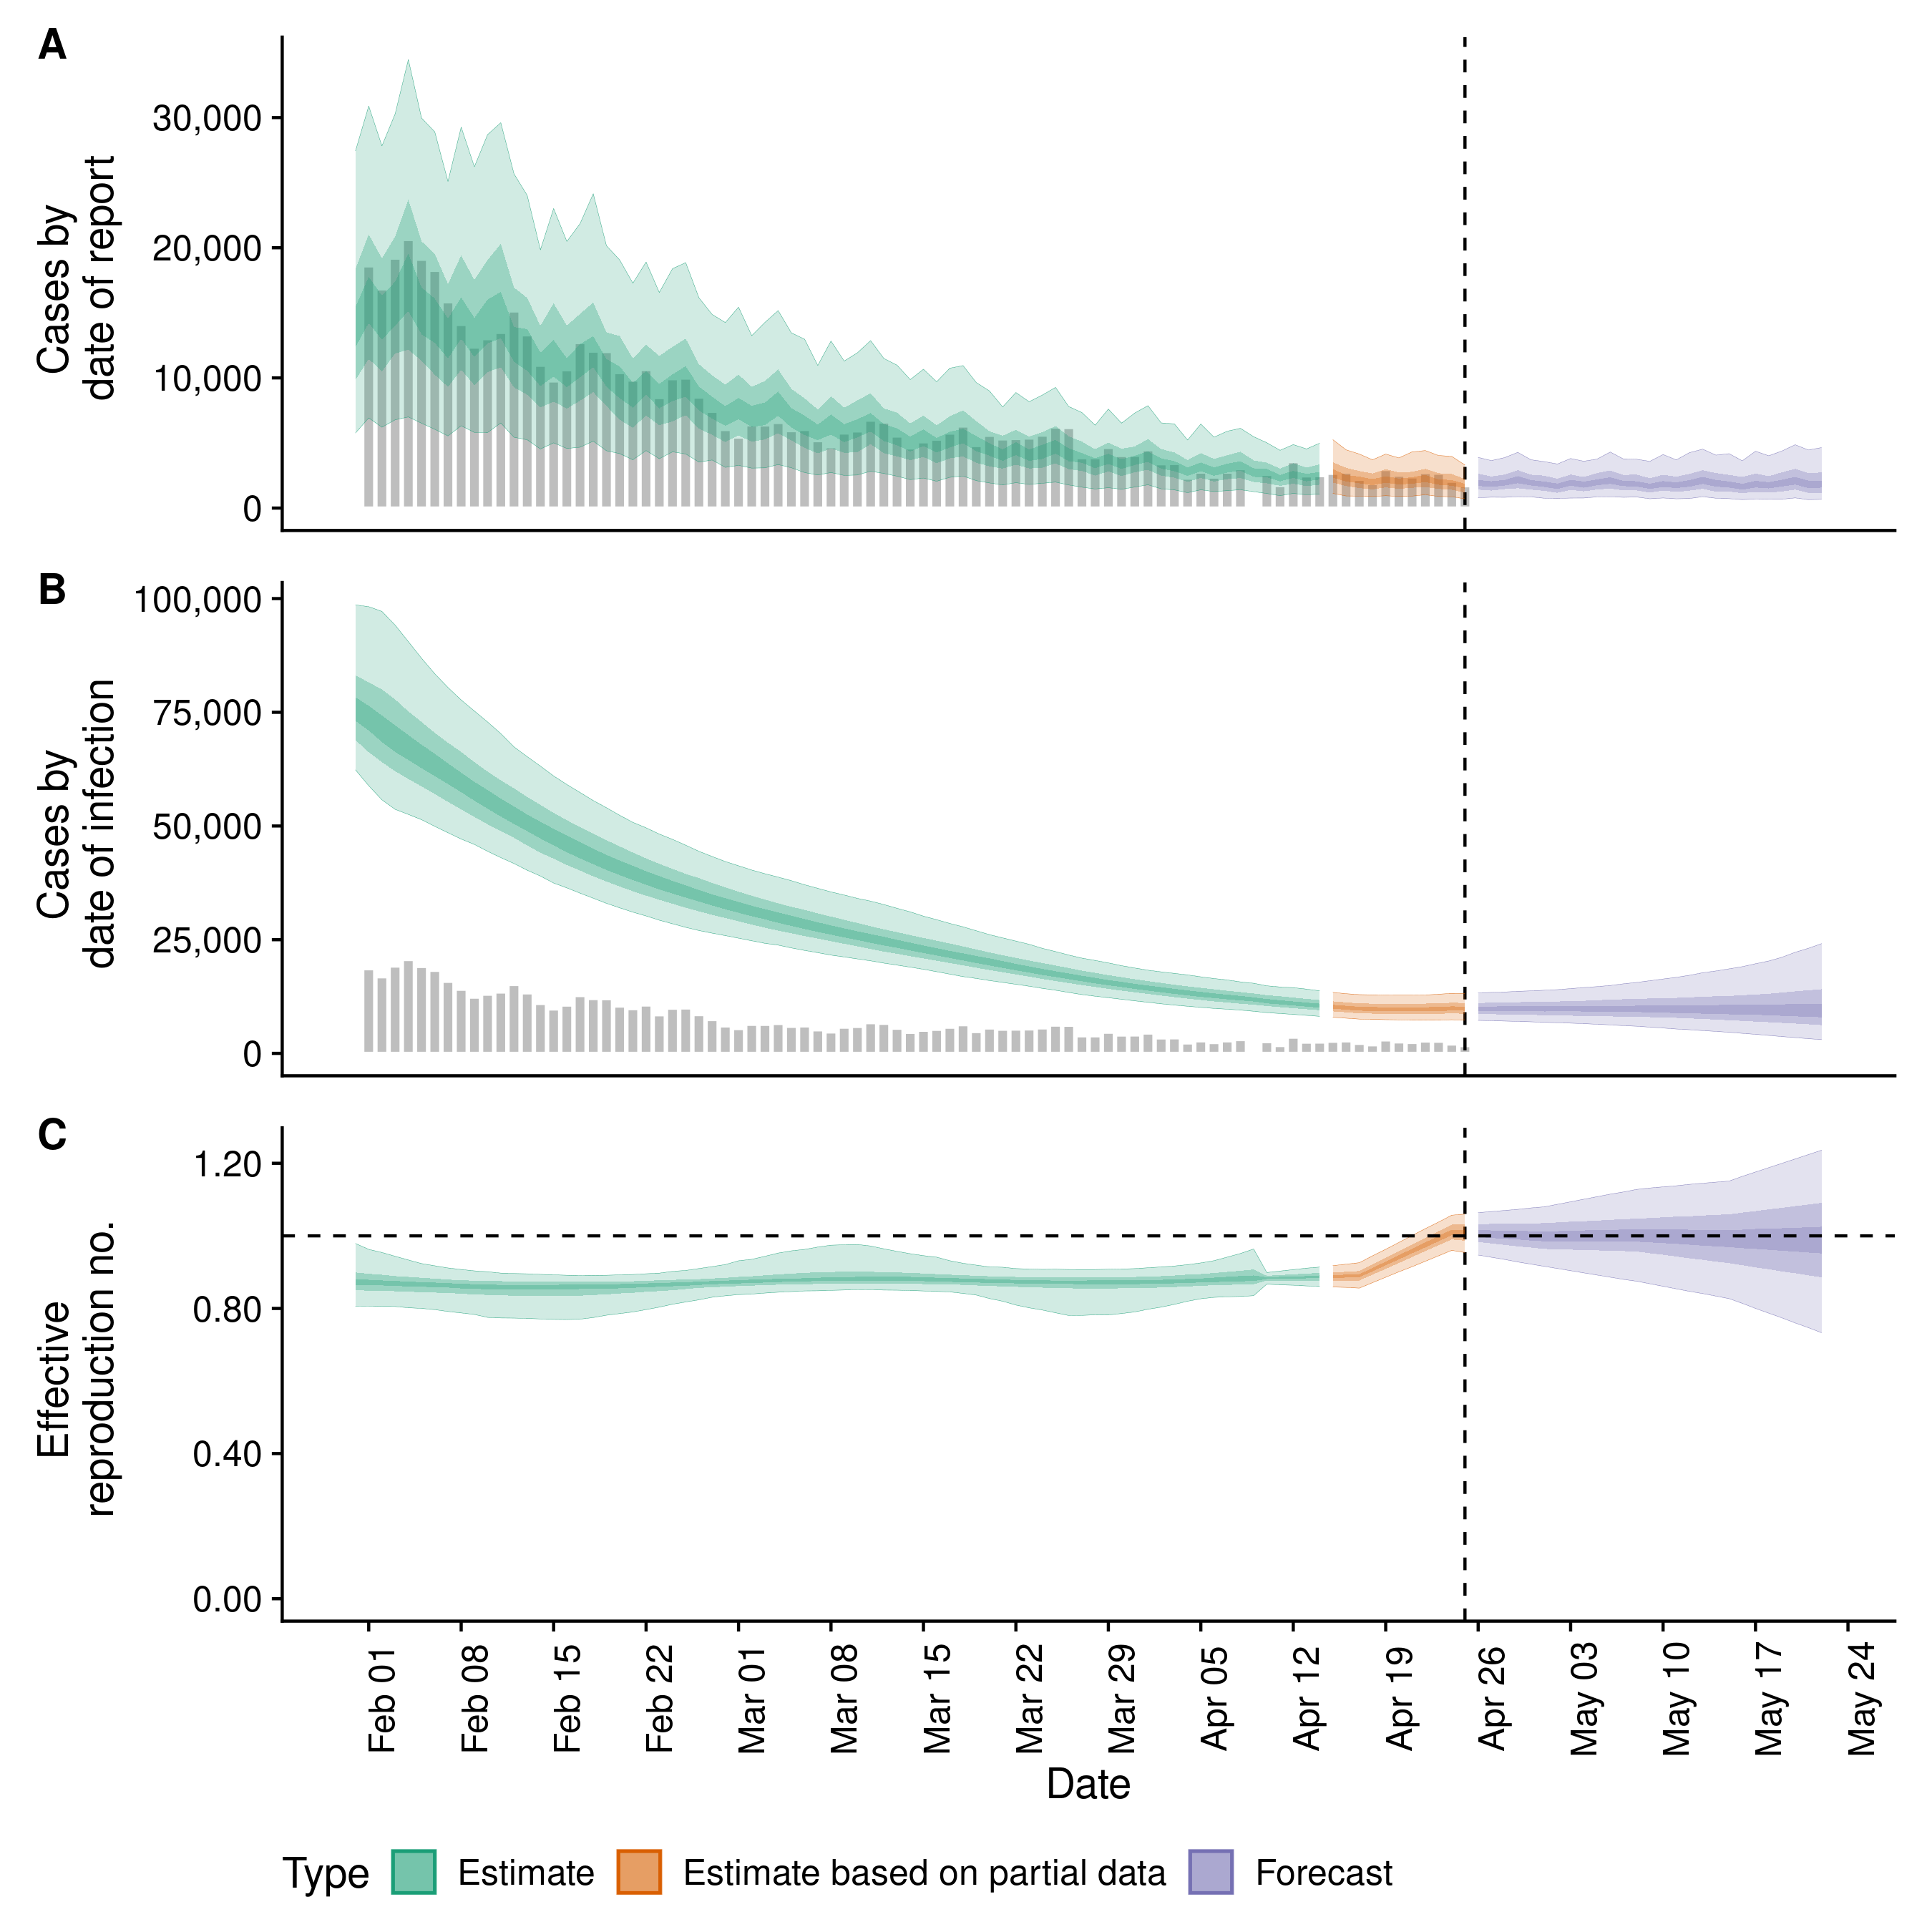 A
Cases by
date of report
30,000
20,000
10,000
0
B
Cases by
date of infection
100,000
75,000
50,000
25,000
0
C
Effective
reproduction no.
1.20
0.80
0.40
0.00
Feb 01
Feb 08
Feb 15
Feb 22
Mar 01
Mar 08
Mar 15
Mar 22
Mar 29
Apr 05
Apr 12
Apr 19
Apr 26
May 03
May 10
May 17
May 24
Date
Type Estimate Estimate based on partial data Forecast